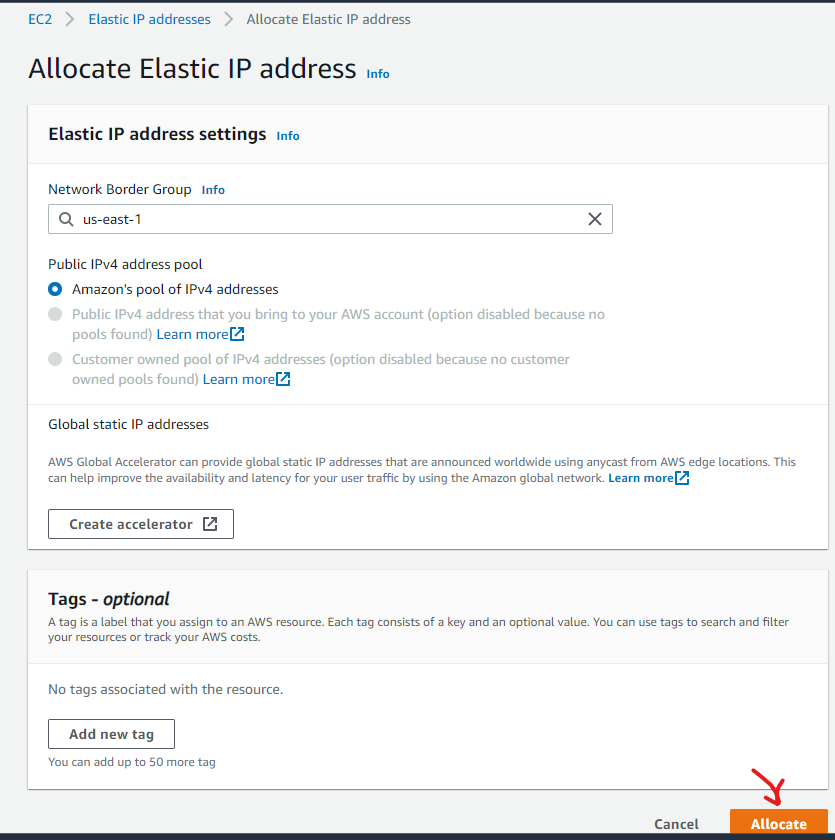 EC2 > Elastic IP addresses > Allocate Elastic IP address
Allocate Elastic IP address Info
Elastic IP address settings Info
Network Border Group Info
us-east-1
Public IPv4 address pool
Amazon's pool of IPv4 addresses
Public IPv4 address that you bring to your AWS account (option disabled because no
pools found) Learn more
Customer owned pool of IPv4 addresses (option disabled because no customer
owned pools found) Learn more
Global static IP addresses
AWS Global Accelerator can provide global static IP addresses that are announced worldwide using anycast from AWS edge locations. This
can help improve the availability and latency for your user traffic by using the Amazon global network. Learn more
Create accelerator
Tags - optional
A tag is a label that you assign to an AWS resource. Each tag consists of a key and an optional value. You can use tags to search and filter
your resources or track your AWS costs.
No tags associated with the resource.
Add new tag
You can add up to 50 more tag
Cancel Allocate